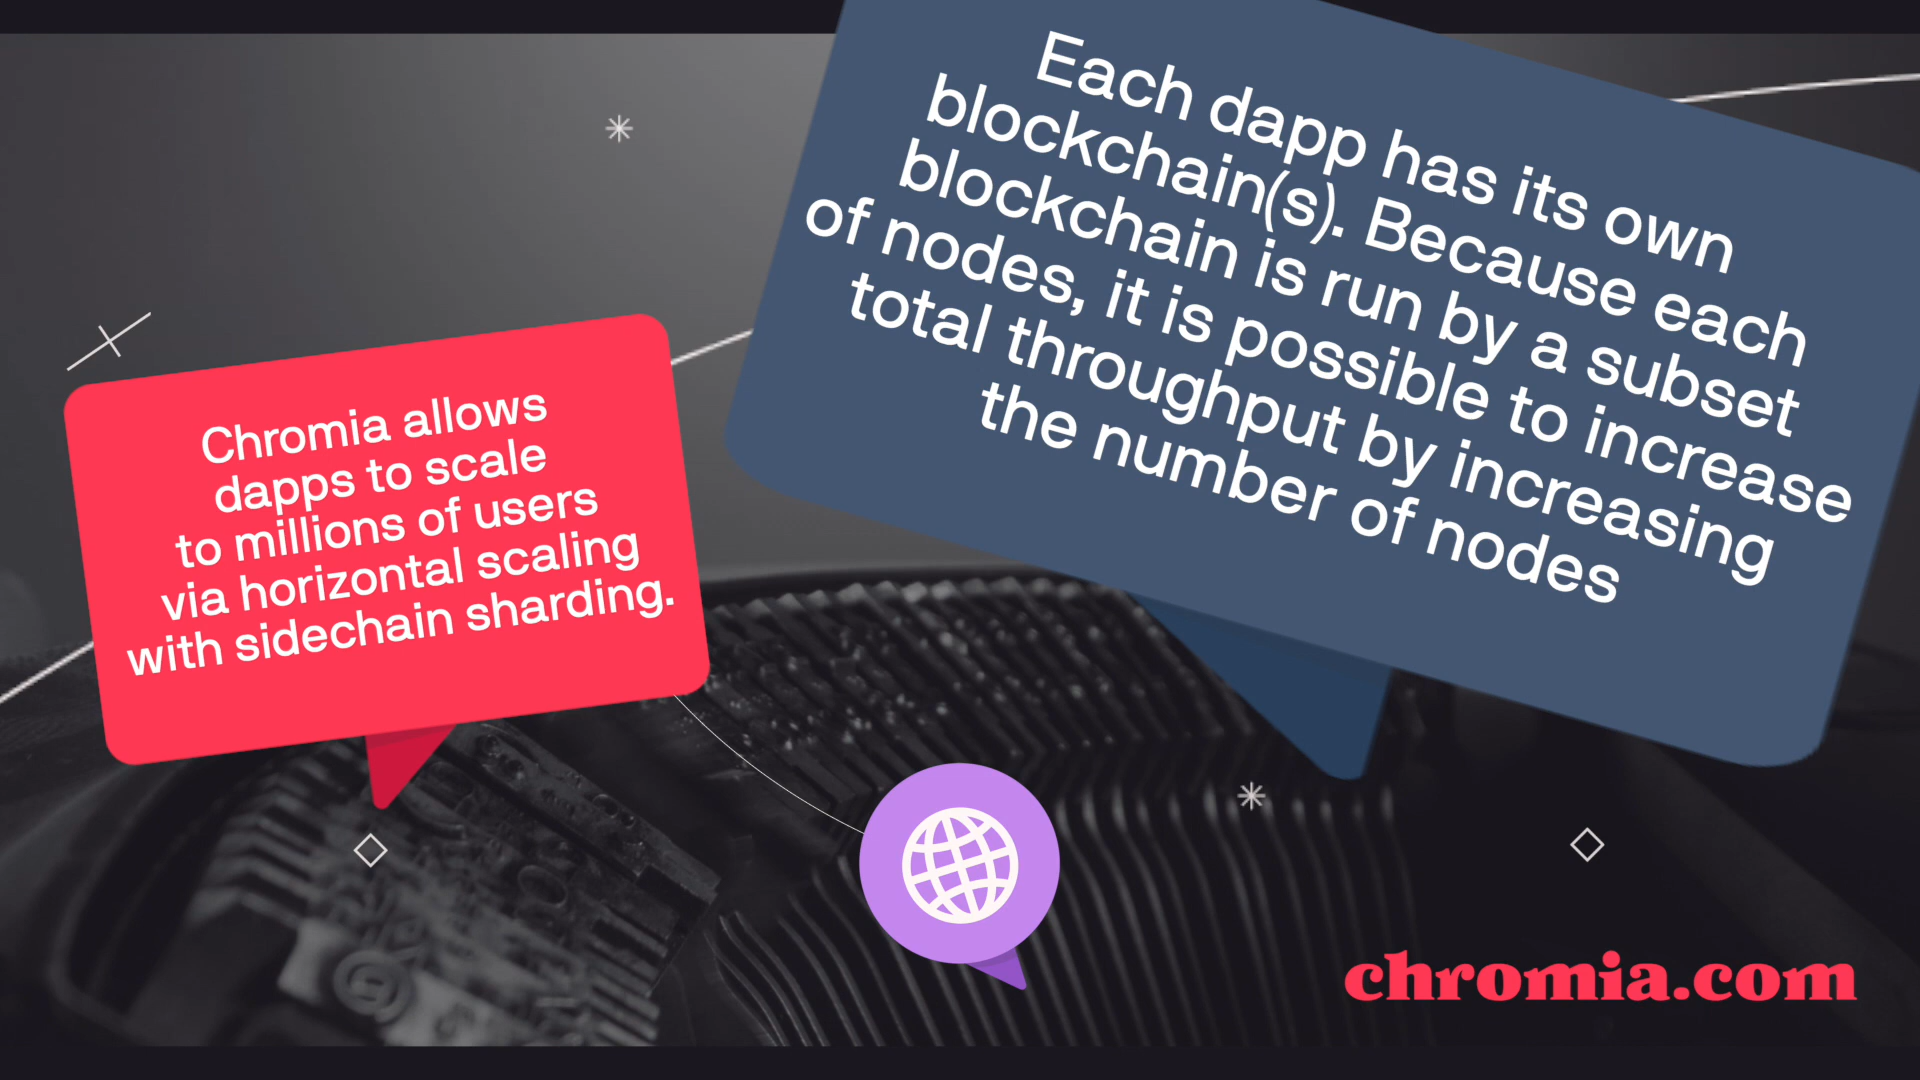 Each dapp has its own
blockchain(s). Because each
blockchain is run by a subset
of nodes, it is possible to increase
total throughput by increasing
the number of nodes
Chromia allows
dapps to scale
to millions of users
via horizontal scaling
with sidechain sharding.
chromia.com